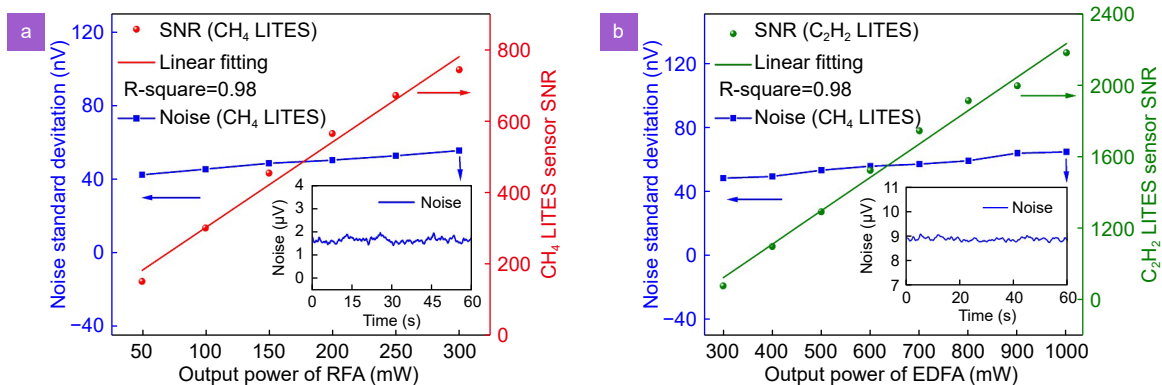 a
SNR (CH₄ LITES)
Linear fitting
R-square=0.98
Noise (CH₄ LITES)
Noise standard devitation (nV)
120
80
40
0
−40
800
600
400
200
0
CH₄ LITES sensor SNR
50 100 150 200 250 300
Output power of RFA (mW)
Noise
Noise (μV)
4
3
2
1
0
0 15 30 45 60
Time (s)
b
SNR (C₂H₂ LITES)
Linear fitting
R-square=0.98
Noise (CH₄ LITES)
Noise standard devitation (nV)
120
80
40
0
−40
2400
2000
1600
1200
400
0
C₂H₂ LITES sensor SNR
300 400 500 600 700 800 900 1000
Output power of EDFA (mW)
Noise
Noise (μV)
11
10
9
8
7
0 20 40 60
Time (s)